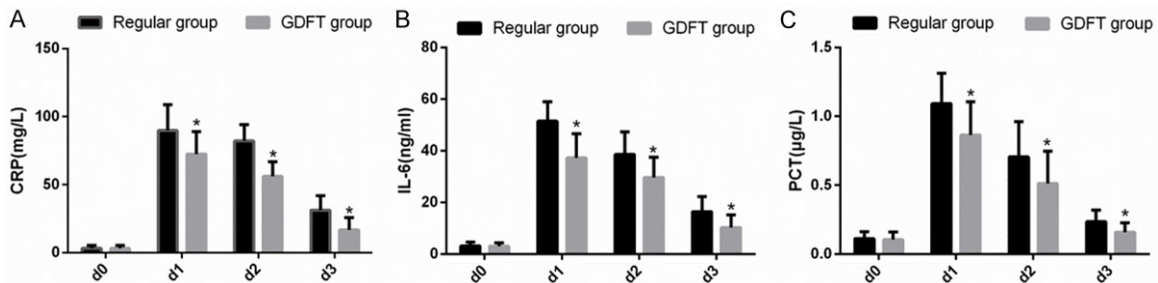 A
Regular group
GDFT group
CRP(mg/L)
150
100
50
0
*
*
*
d0
d1
d2
d3
B
Regular group
GDFT group
IL-6(ng/ml)
80
60
40
20
0
*
*
*
d0
d1
d2
d3
C
Regular group
GDFT group
PCT(μg/L)
1.5
1.0
0.5
0.0
*
*
*
d0
d1
d2
d3